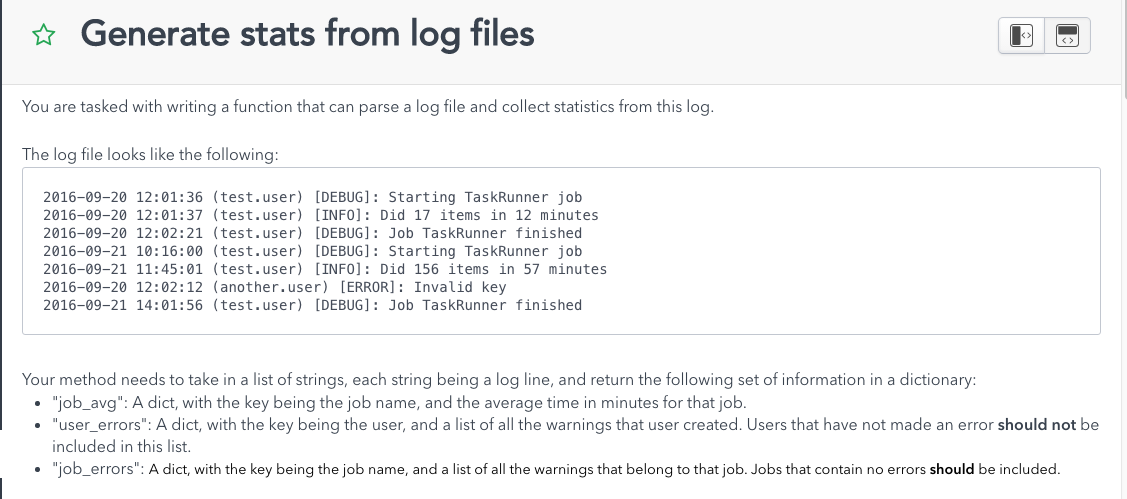 Generate stats from log files
You are tasked with writing a function that can parse a log file and collect statistics from this log.
The log file looks like the following:
2016-09-20 12:01:36 (test.user) [DEBUG]: Starting TaskRunner job
2016-09-20 12:01:37 (test.user) [INFO]: Did 17 items in 12 minutes
2016-09-20 12:02:21 (test.user) [DEBUG]: Job TaskRunner finished
2016-09-21 10:16:00 (test.user) [DEBUG]: Starting TaskRunner job
2016-09-21 11:45:01 (test.user) [INFO]: Did 156 items in 57 minutes
2016-09-20 12:02:12 (another.user) [ERROR]: Invalid key
2016-09-21 14:01:56 (test.user) [DEBUG]: Job TaskRunner finished
Your method needs to take in a list of strings, each string being a log line, and return the following set of information in a dictionary:
• "job_avg": A dict, with the key being the job name, and the average time in minutes for that job.
• "user_errors": A dict, with the key being the user, and a list of all the warnings that user created. Users that have not made an error should not be
included in this list.
• "job_errors": A dict, with the key being the job name, and a list of all the warnings that belong to that job. Jobs that contain no errors should be included.